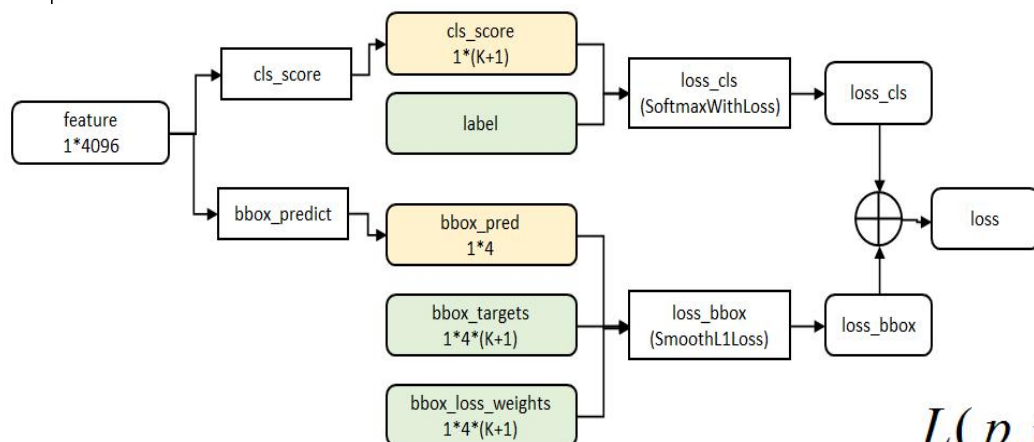 feature
1*4096
cls_score
bbox_predict
cls_score
1*(K+1)
label
bbox_pred
1*4
bbox_targets
1*4*(K+1)
bbox_loss_weights
1*4*(K+1)
loss_cls
(SoftmaxWithLoss)
loss_bbox
(SmoothL1Loss)
loss_cls
loss_bbox
loss
L( p